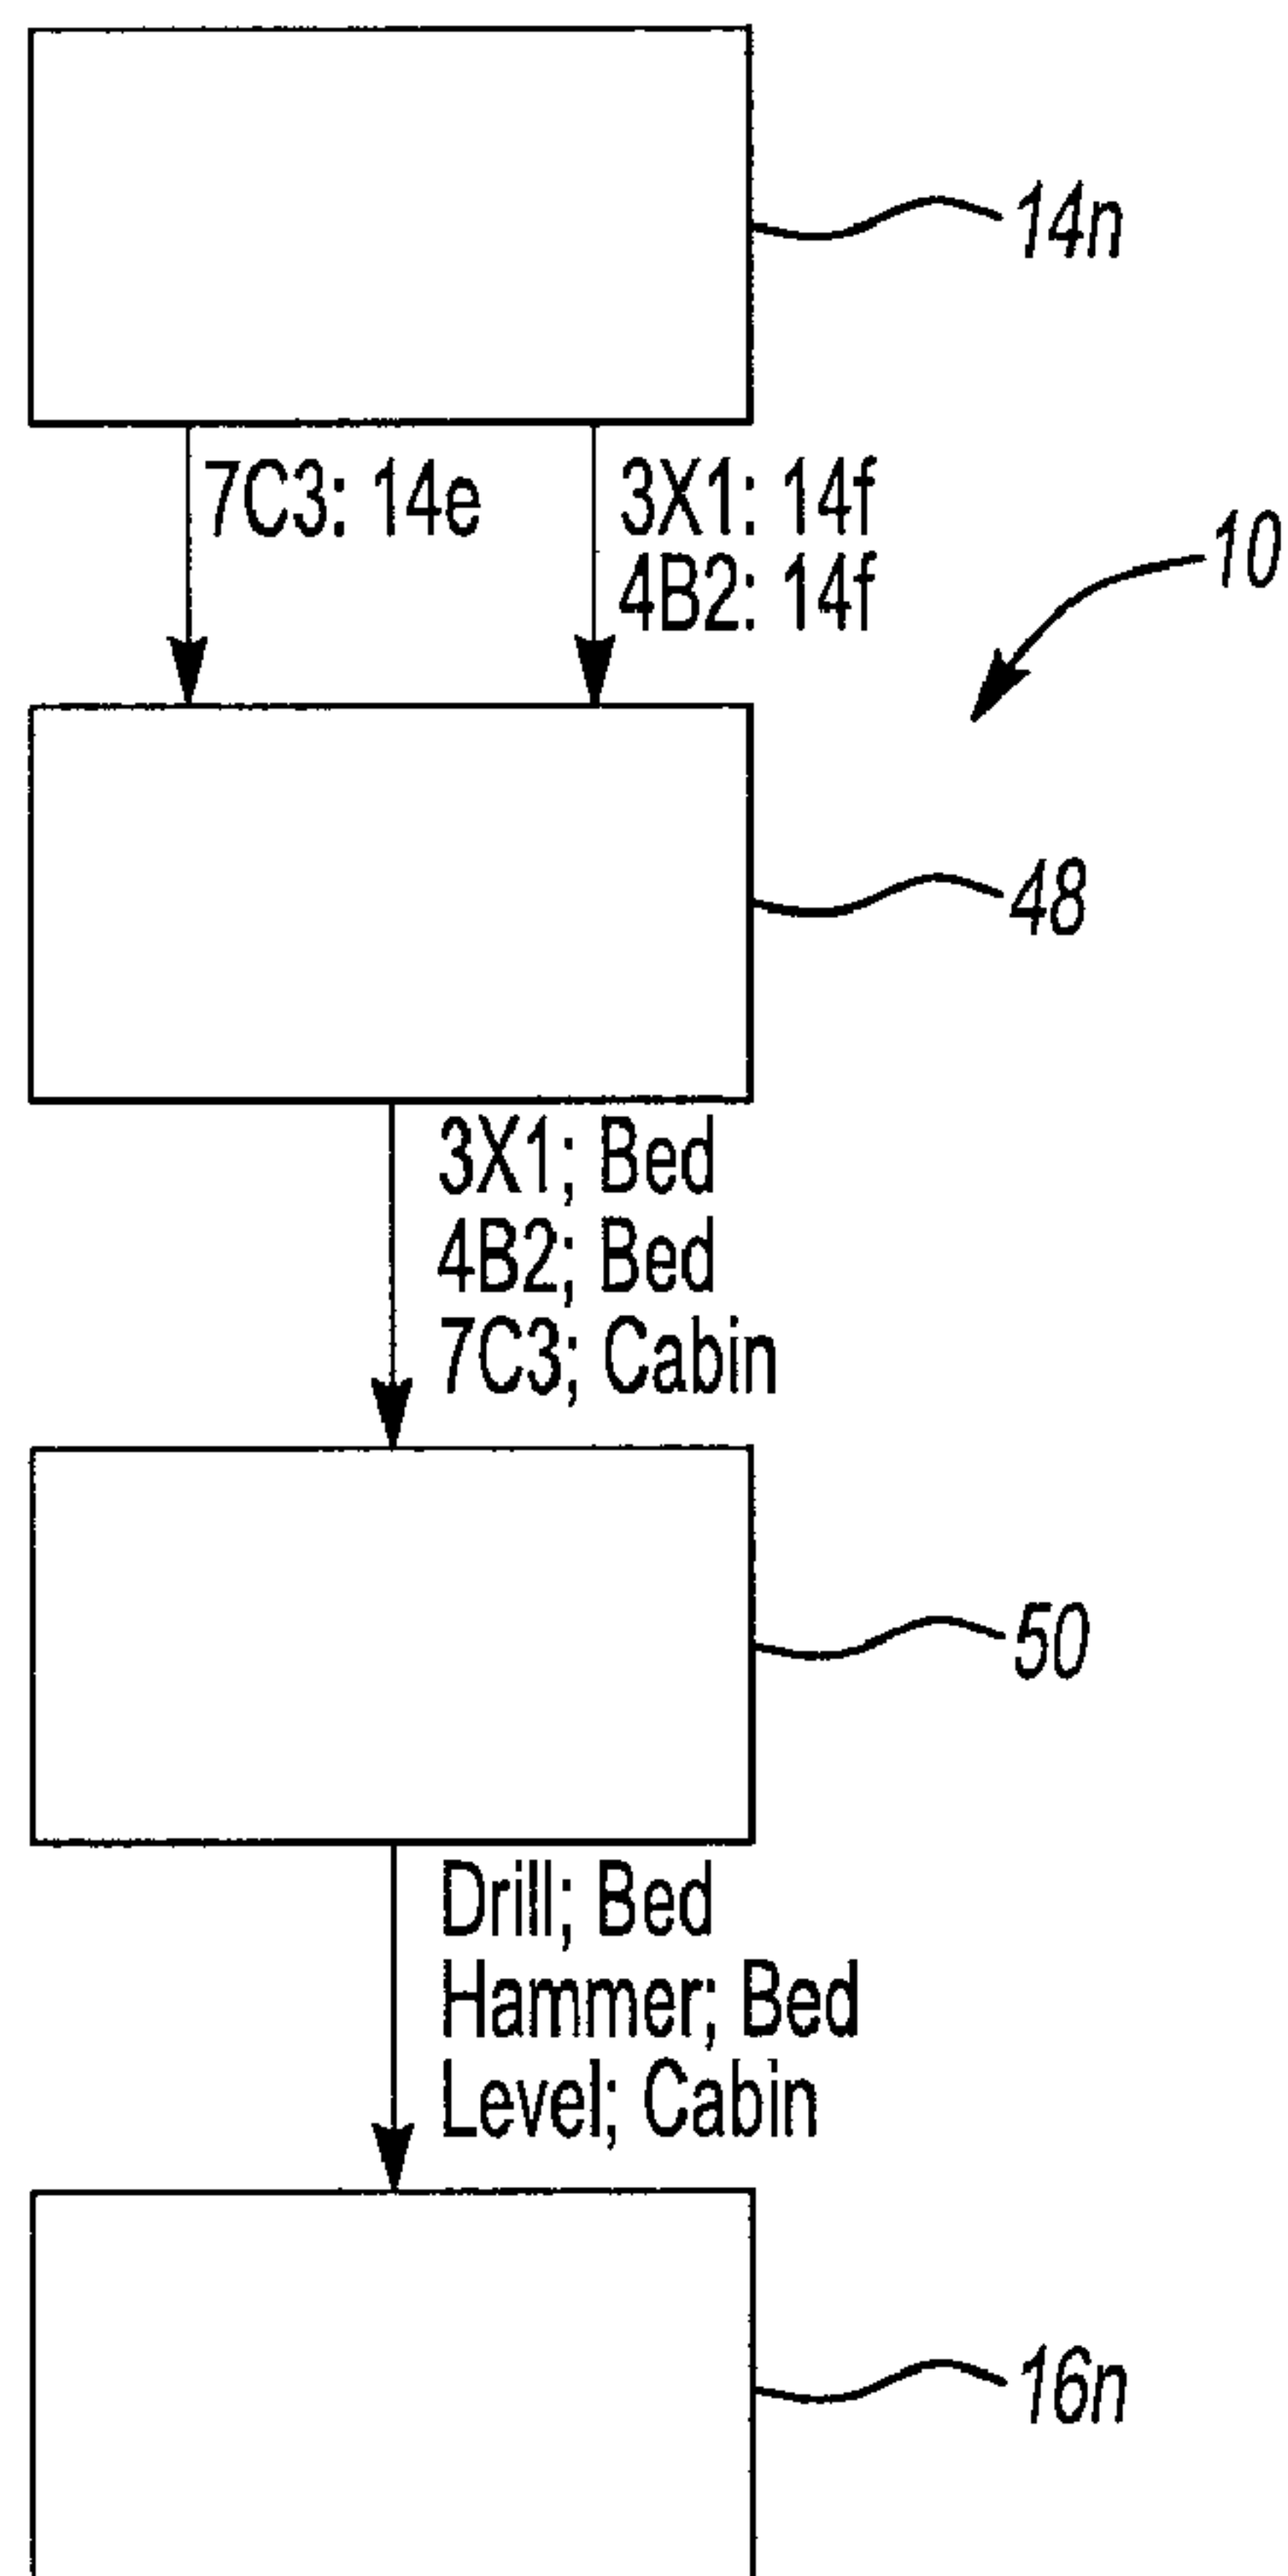 14n
7C3: 14e
3X1: 14f
4B2: 14f
10
48
3X1; Bed
4B2; Bed
7C3; Cabin
50
Drill; Bed
Hammer; Bed
Level; Cabin
16n